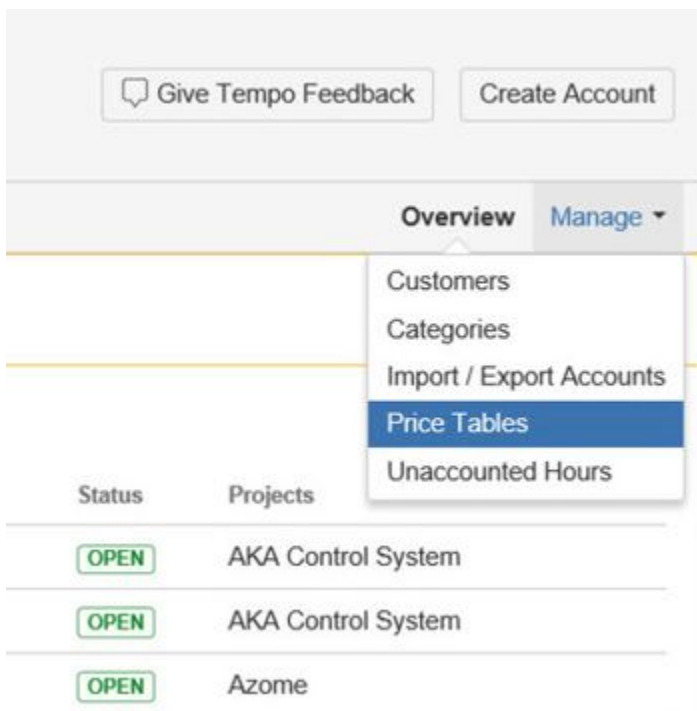 Give Tempo Feedback
Create Account
Overview
Manage
Customers
Categories
Import / Export Accounts
Price Tables
Unaccounted Hours
Status Projects
OPEN AKA Control System
OPEN AKA Control System
OPEN Azome